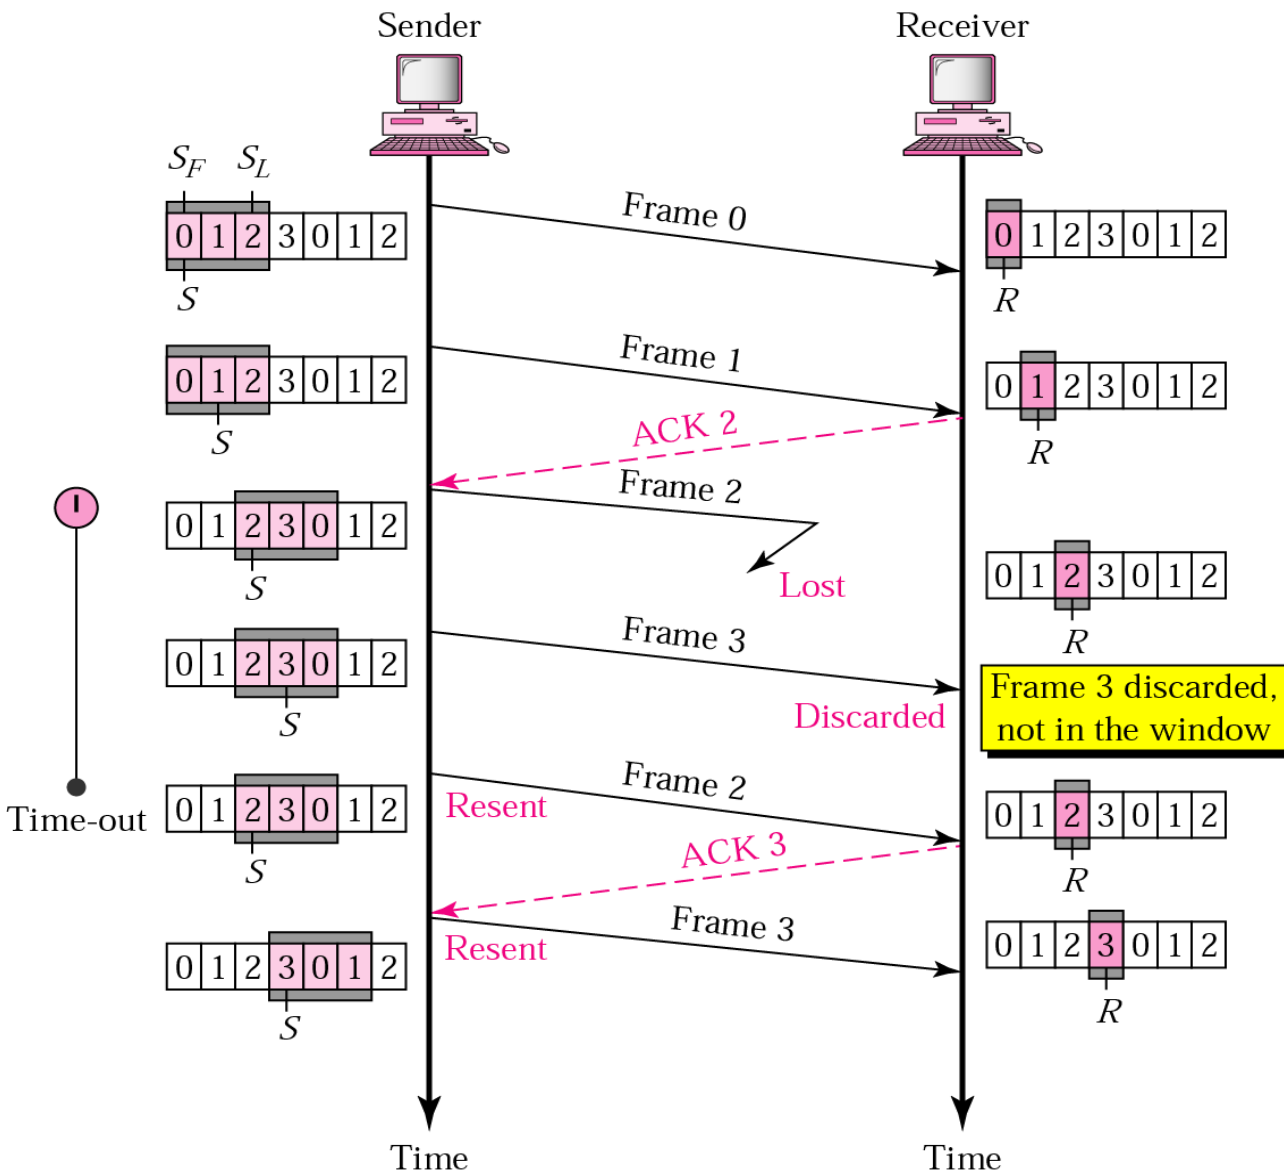 Sender
Receiver
S_F S_L
0 1 2 3 0 1 2
S
Frame 0
0 1 2 3 0 1 2
R
0 1 2 3 0 1 2
S
Frame 1
0 1 2 3 0 1 2
R
ACK 2
0 1 2 3 0 1 2
S
Frame 2
Lost
0 1 2 3 0 1 2
R
0 1 2 3 0 1 2
S
Frame 3
Discarded
Frame 3 discarded,
not in the window
Time-out
0 1 2 3 0 1 2
S
Frame 2
Resent
0 1 2 3 0 1 2
R
ACK 3
0 1 2 3 0 1 2
S
Frame 3
Resent
0 1 2 3 0 1 2
R
Time
Time